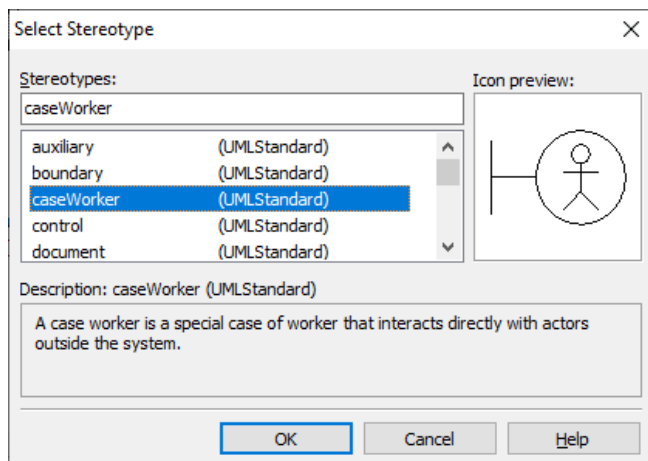 Select Stereotype
Stereotypes:
caseWorker
auxiliary (UMLStandard)
boundary (UMLStandard)
caseWorker (UMLStandard)
control (UMLStandard)
document (UMLStandard)
Icon preview:
Description: caseWorker (UMLStandard)
A case worker is a special case of worker that interacts directly with actors
outside the system.
OK Cancel Help